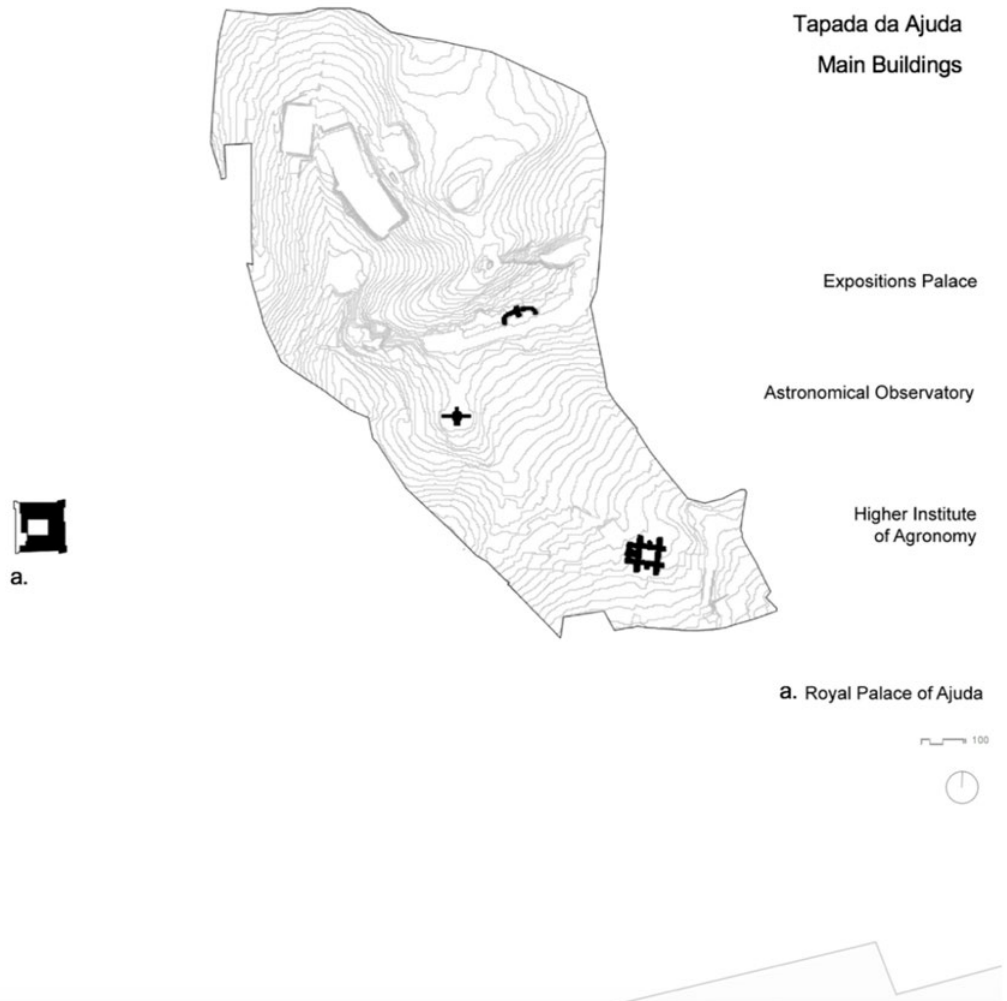 Tapada da Ajuda
Main Buildings
Expositions Palace
Astronomical Observatory
Higher Institute
of Agronomy
a.
a. Royal Palace of Ajuda
100